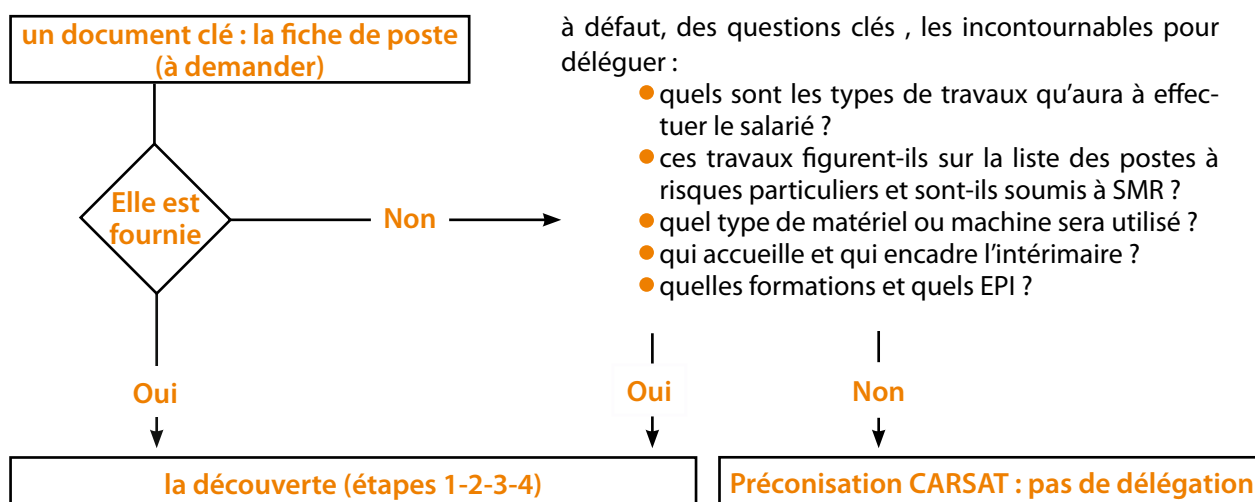 un document clé : la fiche de poste
(à demander)
Elle est
fournie
Non
à défaut, des questions clés , les incontournables pour
déléguer :
● quels sont les types de travaux qu'aura à effec-
tuer le salarié ?
● ces travaux figurent-ils sur la liste des postes à
risques particuliers et sont-ils soumis à SMR ?
● quel type de matériel ou machine sera utilisé ?
● qui accueille et qui encadre l'intérimaire ?
● quelles formations et quels EPI ?
Oui
Oui
Non
la découverte (étapes 1-2-3-4)
Préconisation CARSAT : pas de délégation